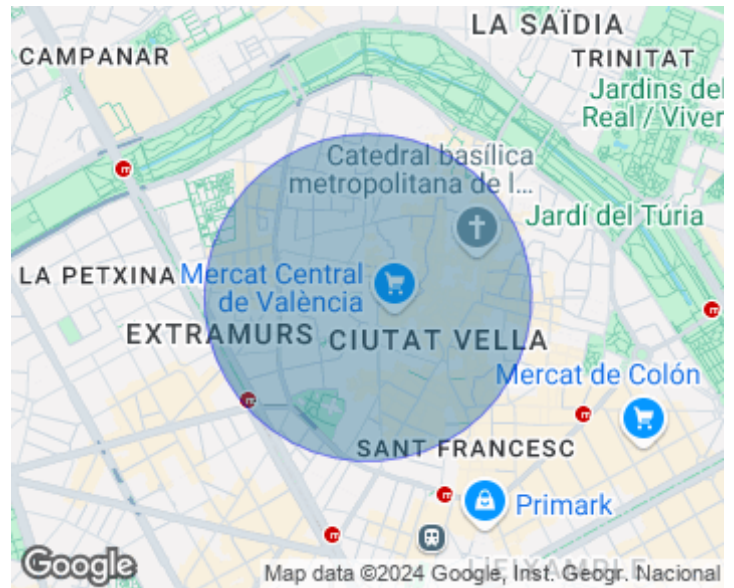 LA SAÏDIA
CAMPANAR
TRINITAT
Jardins del
Real / Viver
Catedral basílica
metropolitana de l...
Jardí del Túria
LA PETXINA
Mercat Central
de València
EXTRAMURS
CIUTAT VELLA
Mercat de Colón
SANT FRANCESC
Primark
L'EIXAMPLE
Google
Map data ©2024 Google, Inst. Geogr. Nacional